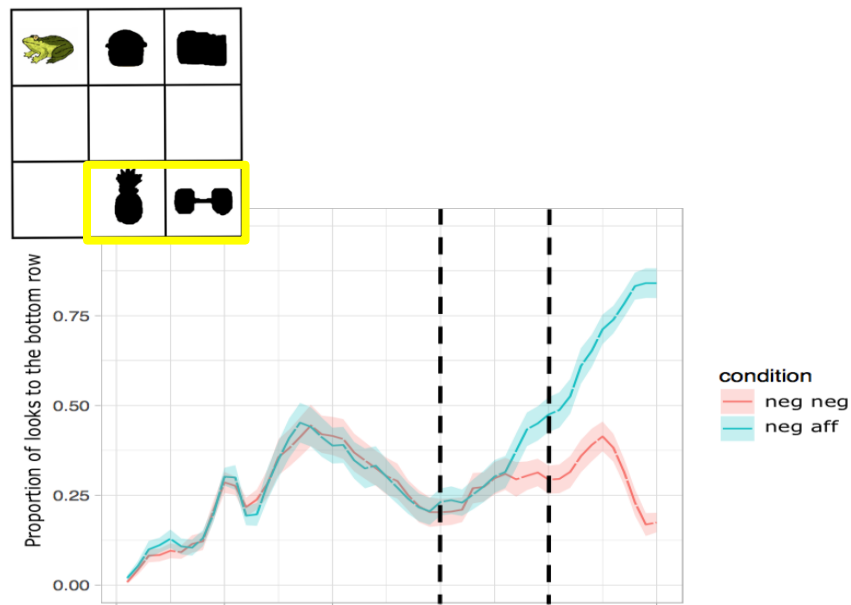 Proportion of looks to the bottom row
0.75
0.50
0.25
0.00
condition
neg neg
neg aff